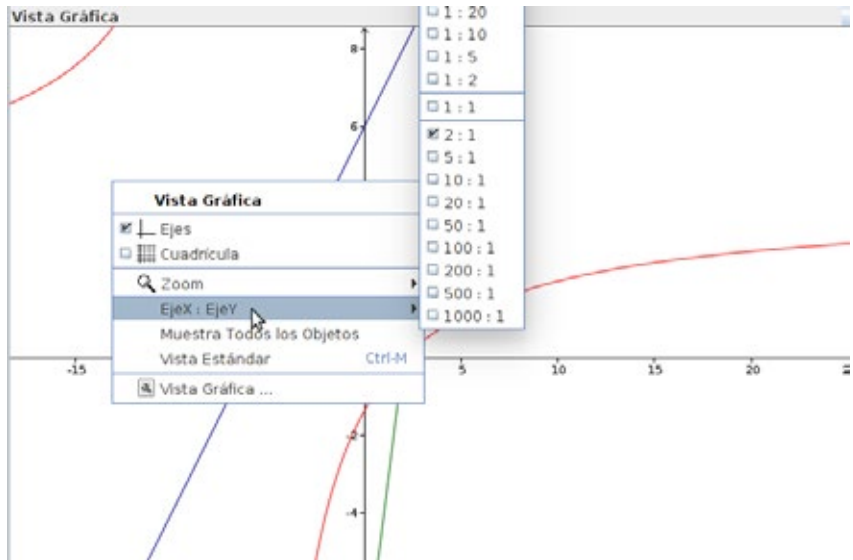 Vista Gráfica
1 : 20
1 : 10
1 : 5
1 : 2
1 : 1
2 : 1
5 : 1
10 : 1
20 : 1
50 : 1
100 : 1
200 : 1
500 : 1
1000 : 1
Vista Gráfica
Ejes
Cuadrícula
Zoom
EjeX : EjeY
Muestra Todos los Objetos
Vista Estándar Ctrl-M
Vista Gráfica ...
8
6
-15 5 10 15 20
-2
-4